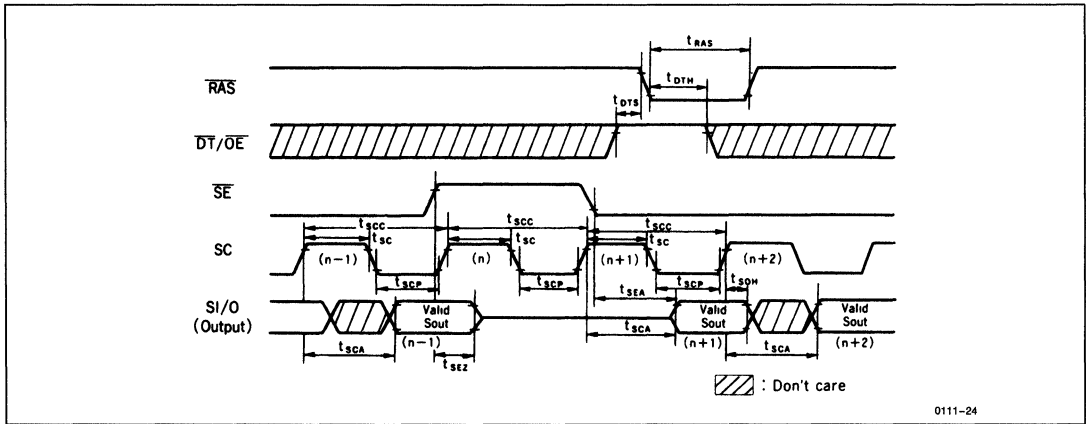 tRAS
RAS
tDTH
tDTS
DT/OE
SE
tSCC tSCC tSCC
tSC tSC tSC
SC (n-1) (n) (n+1) (n+2)
tSCP tSCP tSCP tSOH
tSEA
SI/O
(Output)
Valid Sout Valid Sout Valid Sout
tSCA (n-1) tSCA (n+1) tSCA (n+2)
tSEZ
: Don't care
0111-24